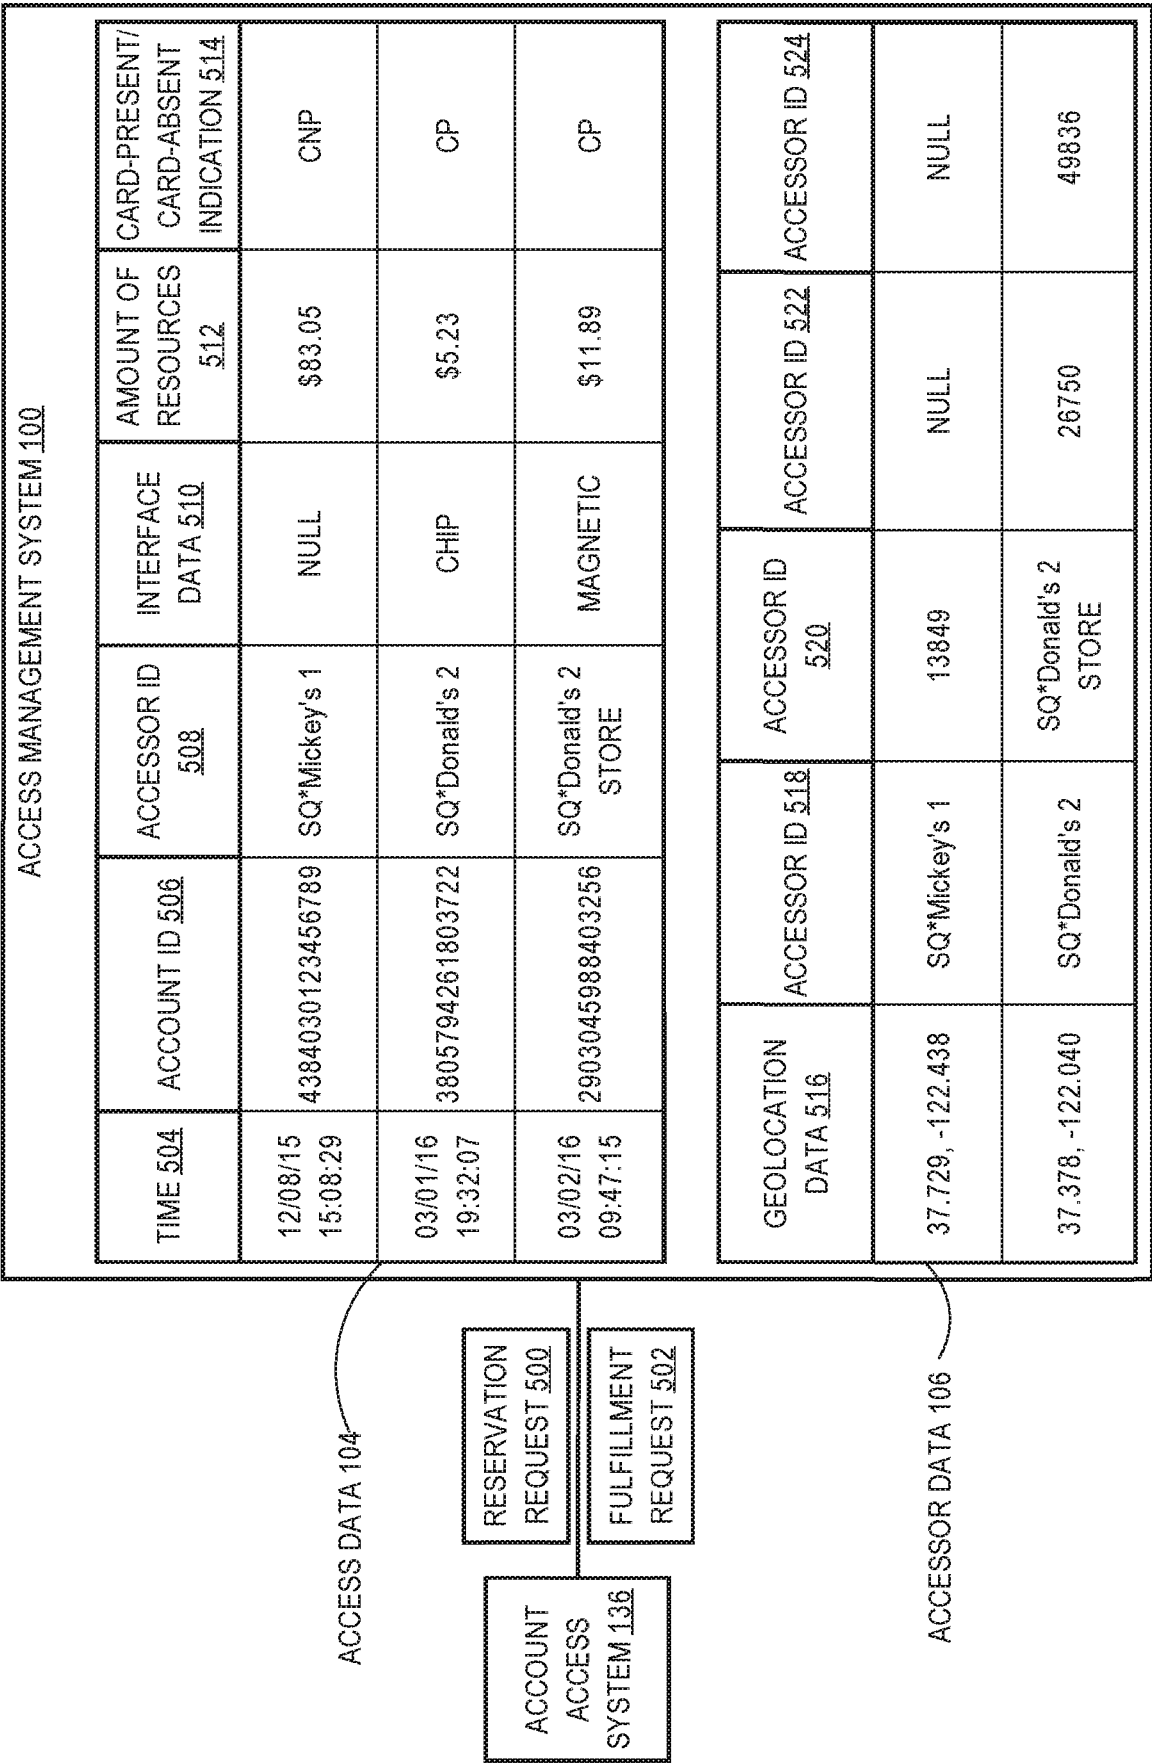 ACCESS MANAGEMENT SYSTEM 100
TIME 504
ACCOUNT ID 506
ACCESSOR ID
508
INTERFACE
DATA 510
AMOUNT OF
RESOURCES
512
CARD-PRESENT/
CARD-ABSENT
INDICATION 514
12/08/15
15:08:29
4384030123456789
SQ*Mickey's 1
NULL
$83.05
CNP
03/01/16
19:32:07
3805794261803722
SQ*Donald's 2
CHIP
$5.23
CP
03/02/16
09:47:15
2903045988403256
SQ*Donald's 2
STORE
MAGNETIC
$11.89
CP
GEOLOCATION
DATA 516
ACCESSOR ID 518
ACCESSOR ID
520
ACCESSOR ID 522
ACCESSOR ID 524
37.729, -122.438
SQ*Mickey's 1
13849
NULL
NULL
37.378, -122.040
SQ*Donald's 2
SQ*Donald's 2
STORE
26750
49836
ACCESS DATA 104
RESERVATION
REQUEST 500
FULFILLMENT
REQUEST 502
ACCOUNT
ACCESS
SYSTEM 136
ACCESSOR DATA 106